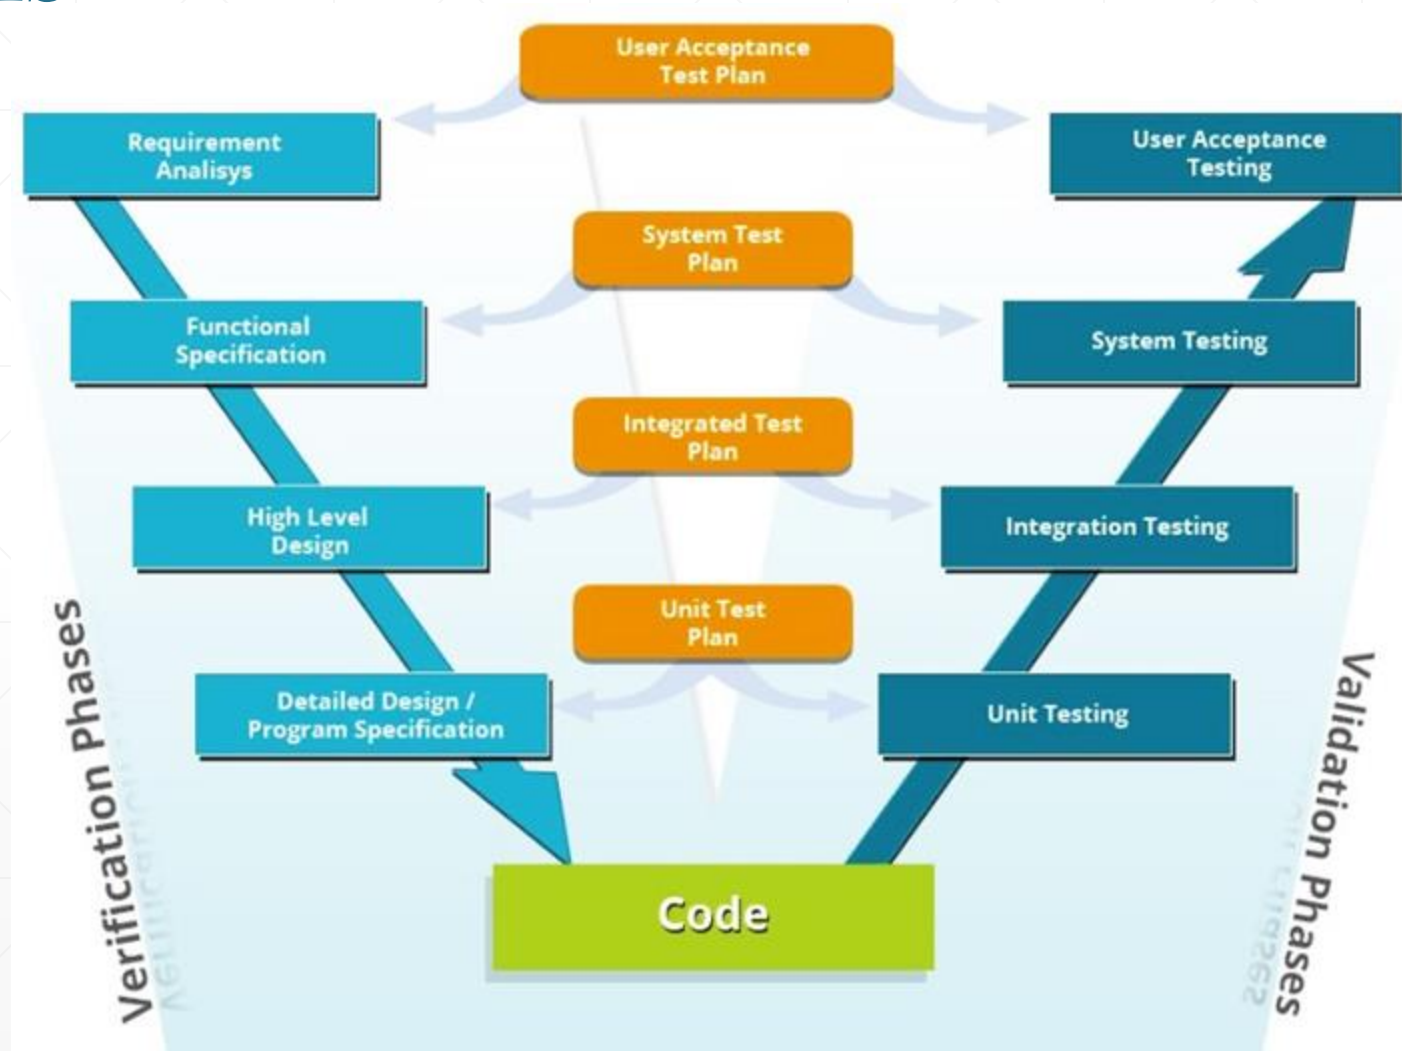 User Acceptance
Test Plan
Requirement
Analisys
User Acceptance
Testing
System Test
Plan
Functional
Specification
System Testing
Integrated Test
Plan
High Level
Design
Integration Testing
Unit Test
Plan
Detailed Design /
Program Specification
Unit Testing
Code
Verification Phases
Validation Phases